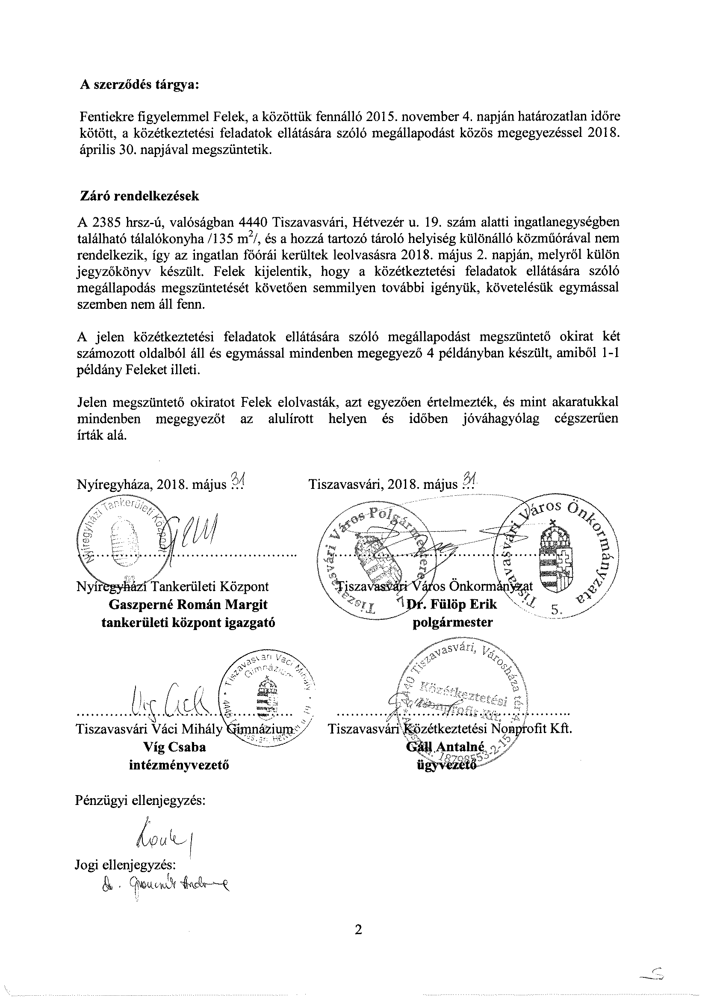 A szerződés tárgya:
Fentiekre figyelemmel Felek, a közöttük fennálló 2015. november 4. napján határozatlan időre
kötött, a közétkeztetési feladatok ellátására szóló megállapodást közös megegyezéssel 2018.
április 30. napjával megszüntetik.
Záró rendelkezések
A 2385 hrsz-ú, valóságban 4440 Tiszavasvári, Hétvezér u. 19. szám alatti ingatlanegységben
található tálalókonyha /135 m²/, és a hozzá tartozó tároló helyiség különálló közműórával nem
rendelkezik, így az ingatlan főórái kerültek leolvasásra 2018. május 2. napján, melyről külön
jegyzőkönyv készült. Felek kijelentik, hogy a közétkeztetési feladatok ellátására szóló
megállapodás megszüntetését követően semmilyen további igényük, követelésük egymással
szemben nem áll fenn.
A jelen közétkeztetési feladatok ellátására szóló megállapodást megszüntető okirat két
számozott oldalból áll és egymással mindenben megegyező 4 példányban készült, amiből 1-1
példány Feleket illeti.
Jelen megszüntető okiratot Felek elolvasták, azt egyezően értelmezték, és mint akaratukkal
mindenben megegyezőt az alulírott helyen és időben jóváhagyólag cégszerűen
írták alá.
Nyíregyháza, 2018. május 31. Tiszavasvári, 2018. május 31.
Nyíregyházi Tankerületi Központ
Tiszavasvári Város Polgármestere
Tiszavasvári Város Önkormányzata
5.
Nyíregyházi Tankerületi Központ Tiszavasvári Város Önkormányzat
Gaszperné Román Margit Dr. Fülöp Erik
tankerületi központ igazgató polgármester
Tiszavasvári Váci Mihály
Gimnázium
4440 Tiszavasvári, Városháza tér 4.
Közétkeztetési
Nonprofit Kft.
18798553-2-15
Víg Csaba
Tiszavasvári Váci Mihály Gimnázium Tiszavasvári Közétkeztetési Nonprofit Kft.
Víg Csaba Gáll Antalné
intézményvezető ügyvezető
Pénzügyi ellenjegyzés:
Jogi ellenjegyzés:
2